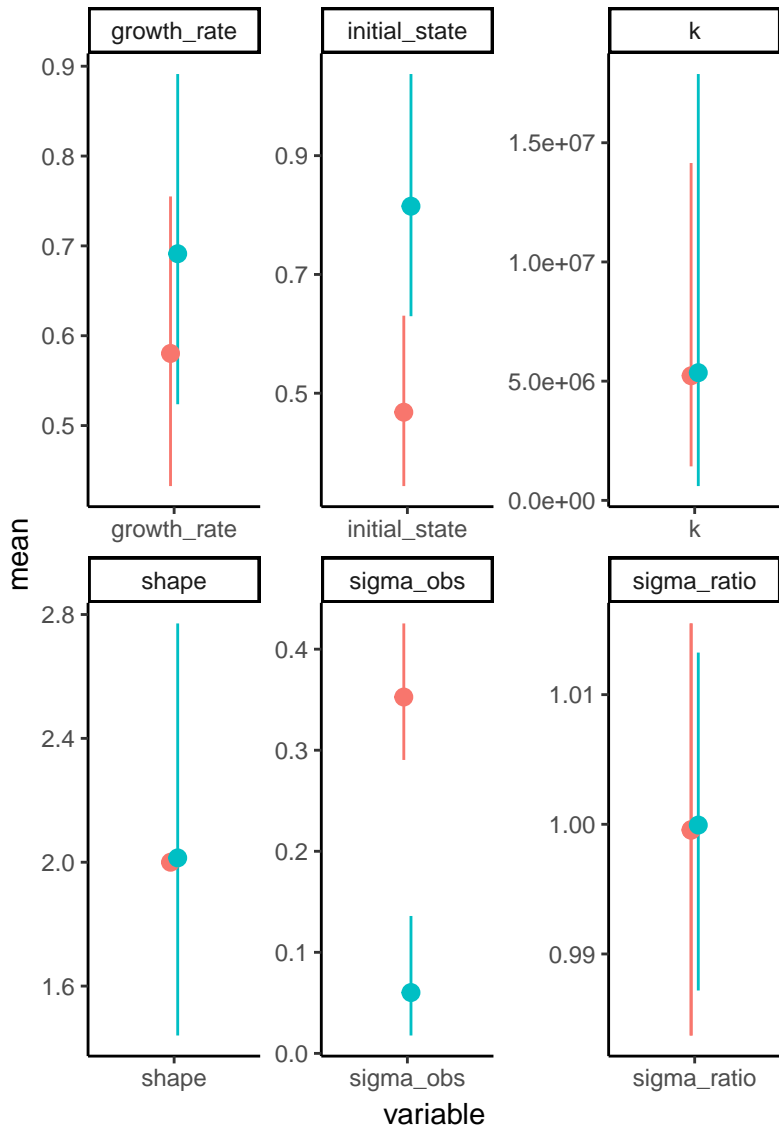 growth_rate
initial_state
k
0.9
0.8
0.7
0.6
0.5
0.9
0.7
0.5
1.5e+07
1.0e+07
5.0e+06
0.0e+00
growth_rate
initial_state
k
mean
shape
sigma_obs
sigma_ratio
2.8
2.4
2.0
1.6
0.4
0.3
0.2
0.1
0.0
1.01
1.00
0.99
shape
sigma_obs
sigma_ratio
variable